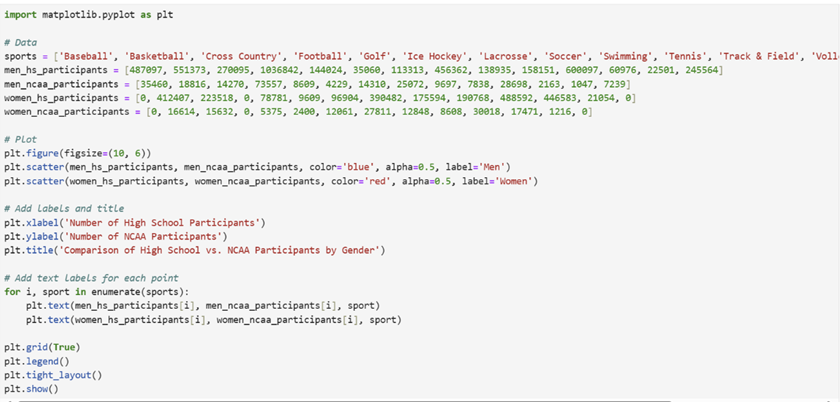 import matplotlib.pyplot as plt
# Data
sports = ['Baseball', 'Basketball', 'Cross Country', 'Football', 'Golf', 'Ice Hockey', 'Lacrosse', 'Soccer', 'Swimming', 'Tennis', 'Track & Field', 'Voll
men_hs_participants = [487097, 551373, 270095, 1036842, 144024, 35060, 113313, 456362, 138935, 158151, 600097, 60976, 22501, 245564]
men_ncaa_participants = [35460, 18816, 14270, 73557, 8609, 4229, 14310, 25072, 9697, 7838, 28698, 2163, 1047, 7239]
women_hs_participants = [0, 412407, 223518, 0, 78781, 9609, 96904, 390482, 175594, 190768, 488592, 446583, 21054, 0]
women_ncaa_participants = [0, 16614, 15632, 0, 5375, 2400, 12061, 27811, 12848, 8608, 30018, 17471, 1216, 0]
# Plot
plt.figure(figsize=(10, 6))
plt.scatter(men_hs_participants, men_ncaa_participants, color='blue', alpha=0.5, label='Men')
plt.scatter(women_hs_participants, women_ncaa_participants, color='red', alpha=0.5, label='Women')
# Add labels and title
plt.xlabel('Number of High School Participants')
plt.ylabel('Number of NCAA Participants')
plt.title('Comparison of High School vs. NCAA Participants by Gender')
# Add text labels for each point
for i, sport in enumerate(sports):
    plt.text(men_hs_participants[i], men_ncaa_participants[i], sport)
    plt.text(women_hs_participants[i], women_ncaa_participants[i], sport)
plt.grid(True)
plt.legend()
plt.tight_layout()
plt.show()